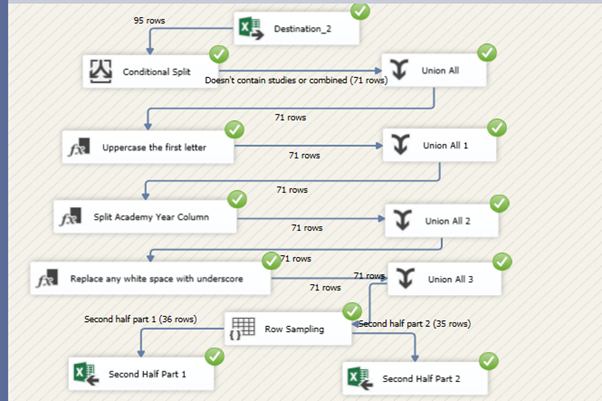 95 rows
Destination_2
Conditional Split
Doesn't contain studies or combined (71 rows)
Union All
71 rows
Uppercase the first letter
71 rows
Union All 1
71 rows
Split Academy Year Column
71 rows
Union All 2
71 rows
Replace any white space with underscore
71 rows
71 rows
Union All 3
Second half part 1 (36 rows)
Row Sampling
Second half part 2 (35 rows)
Second Half Part 1
Second Half Part 2